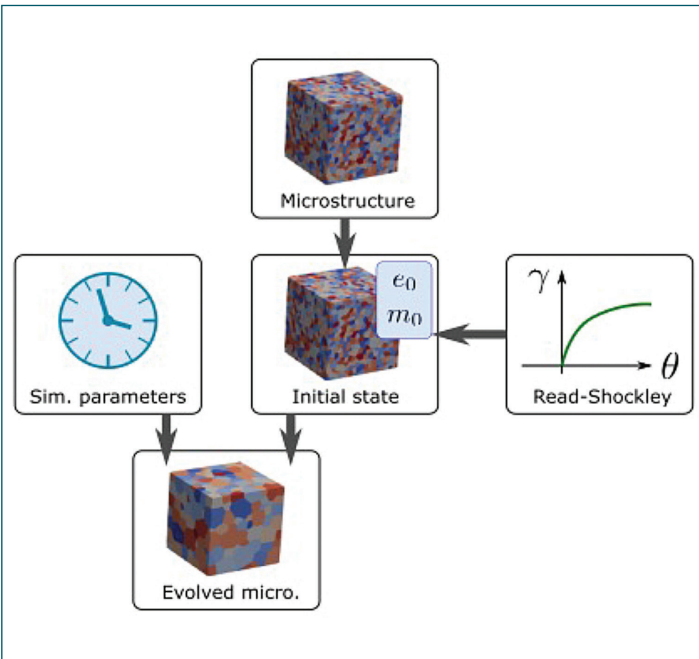 Microstructure
e₀
m₀
γ
θ
Sim. parameters
Initial state
Read-Shockley
Evolved micro.